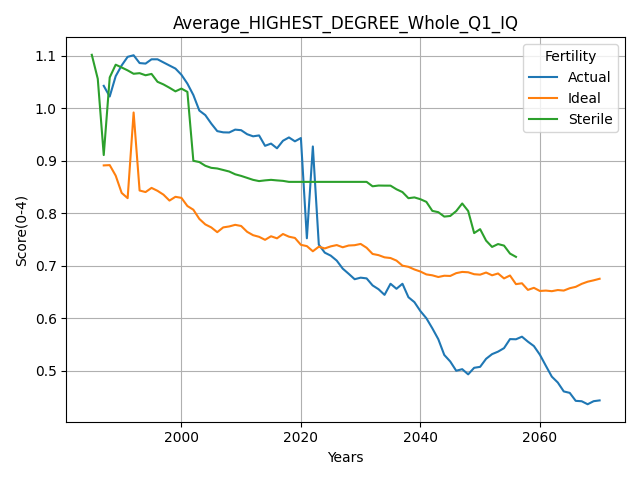 Average_HIGHEST_DEGREE_Whole_Q1_IQ
Fertility
Actual
Ideal
Sterile
Score(0-4)
1.1
1.0
0.9
0.8
0.7
0.6
0.5
2000
2020
2040
2060
Years